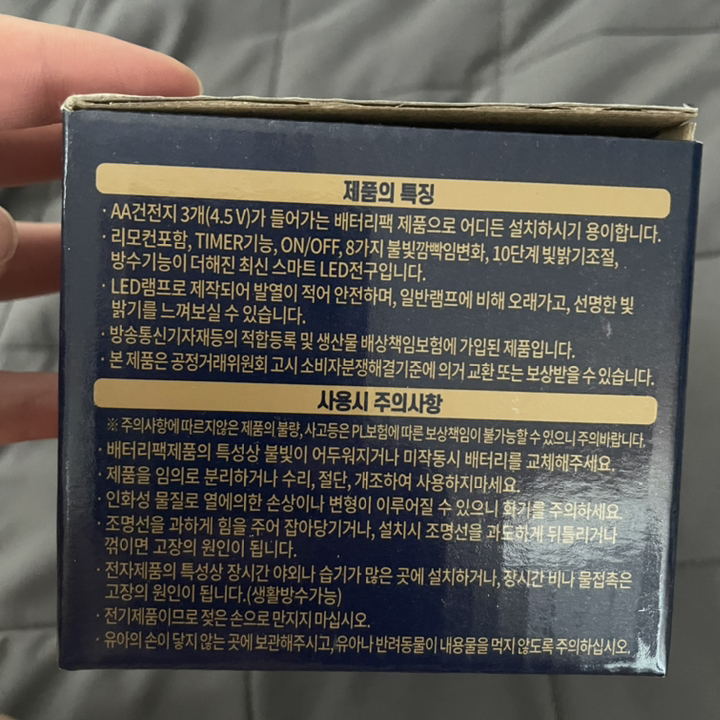 제품의 특징
· AA건전지 3개(4.5 V)가 들어가는 배터리팩 제품으로 어디든 설치하시기 용이합니다.
· 리모컨포함, TIMER기능, ON/OFF, 8가지 불빛깜빡임변화, 10단계 빛밝기조절,
방수기능이 더해진 최신 스마트 LED전구입니다.
· LED램프로 제작되어 발열이 적어 안전하며, 일반램프에 비해 오래가고, 선명한 빛
밝기를 느껴보실 수 있습니다.
· 방송통신기자재등의 적합등록 및 생산물 배상책임보험에 가입된 제품입니다.
· 본 제품은 공정거래위원회 고시 소비자분쟁해결기준에 의거 교환 또는 보상받을 수 있습니다.
사용시 주의사항
※ 주의사항에 따르지않은 제품의 불량, 사고등은 PL보험에 따른 보상책임이 불가능할 수 있으니 주의바랍니다.
· 배터리팩제품의 특성상 불빛이 어두워지거나 미작동시 배터리를 교체해주세요.
· 제품을 임의로 분리하거나 수리, 절단, 개조하여 사용하지마세요.
· 인화성 물질로 열에의한 손상이나 변형이 이루어질 수 있으니 화기를 주의하세요.
· 조명선을 과하게 힘을 주어 잡아당기거나, 설치시 조명선을 과도하게 뒤틀리거나
꺾이면 고장의 원인이 됩니다.
· 전자제품의 특성상 장시간 야외나 습기가 많은 곳에 설치하거나, 장시간 비나 물접촉은
고장의 원인이 됩니다.(생활방수가능)
· 전기제품이므로 젖은 손으로 만지지 마십시오.
· 유아의 손이 닿지 않는 곳에 보관해주시고, 유아나 반려동물이 내용물을 먹지 않도록 주의하십시오.